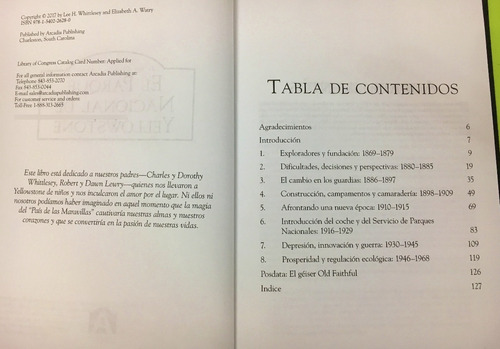 Copyright © 2007 by Lee H. Whittlesey and Elizabeth A. Watry
ISBN 978-1-5402-2628-0
Published by Arcadia Publishing
Charleston, South Carolina
Library of Congress Catalog Card Number: Applied for
For all general information contact Arcadia Publishing at:
Telephone 843-853-2070
Fax 843-853-0044
E-mail sales@arcadiapublishing.com
For customer service and orders:
Toll-Free 1-888-313-2665
Este libro está dedicado a nuestros padres—Charles y Dorothy
Whittlesey, Robert y Dawn Lowry—quienes nos llevaron a
Yellowstone de niños y nos inculcaron el amor por el lugar. Ni ellos ni
nosotros podíamos haber imaginado en aquel momento que la magia
del "País de las Maravillas" cautivaría nuestras almas y nuestros
corazones y que se convertiría en la pasión de nuestras vidas.
TABLA DE CONTENIDOS
Agradecimientos 6
Introducción 7
1. Exploradores y fundación: 1869–1879 9
2. Dificultades, decisiones y perspectivas: 1880–1885 19
3. El cambio en los guardias: 1886–1897 35
4. Construcción, campamentos y camaradería: 1898–1909 49
5. Afrontando una nueva época: 1910–1915 69
6. Introducción del coche y del Servicio de Parques
Nacionales: 1916–1929 83
7. Depresión, innovación y guerra: 1930–1945 109
8. Prosperidad y regulación ecológica: 1946–1968 119
Posdata: El géiser Old Faithful 126
Indice 127